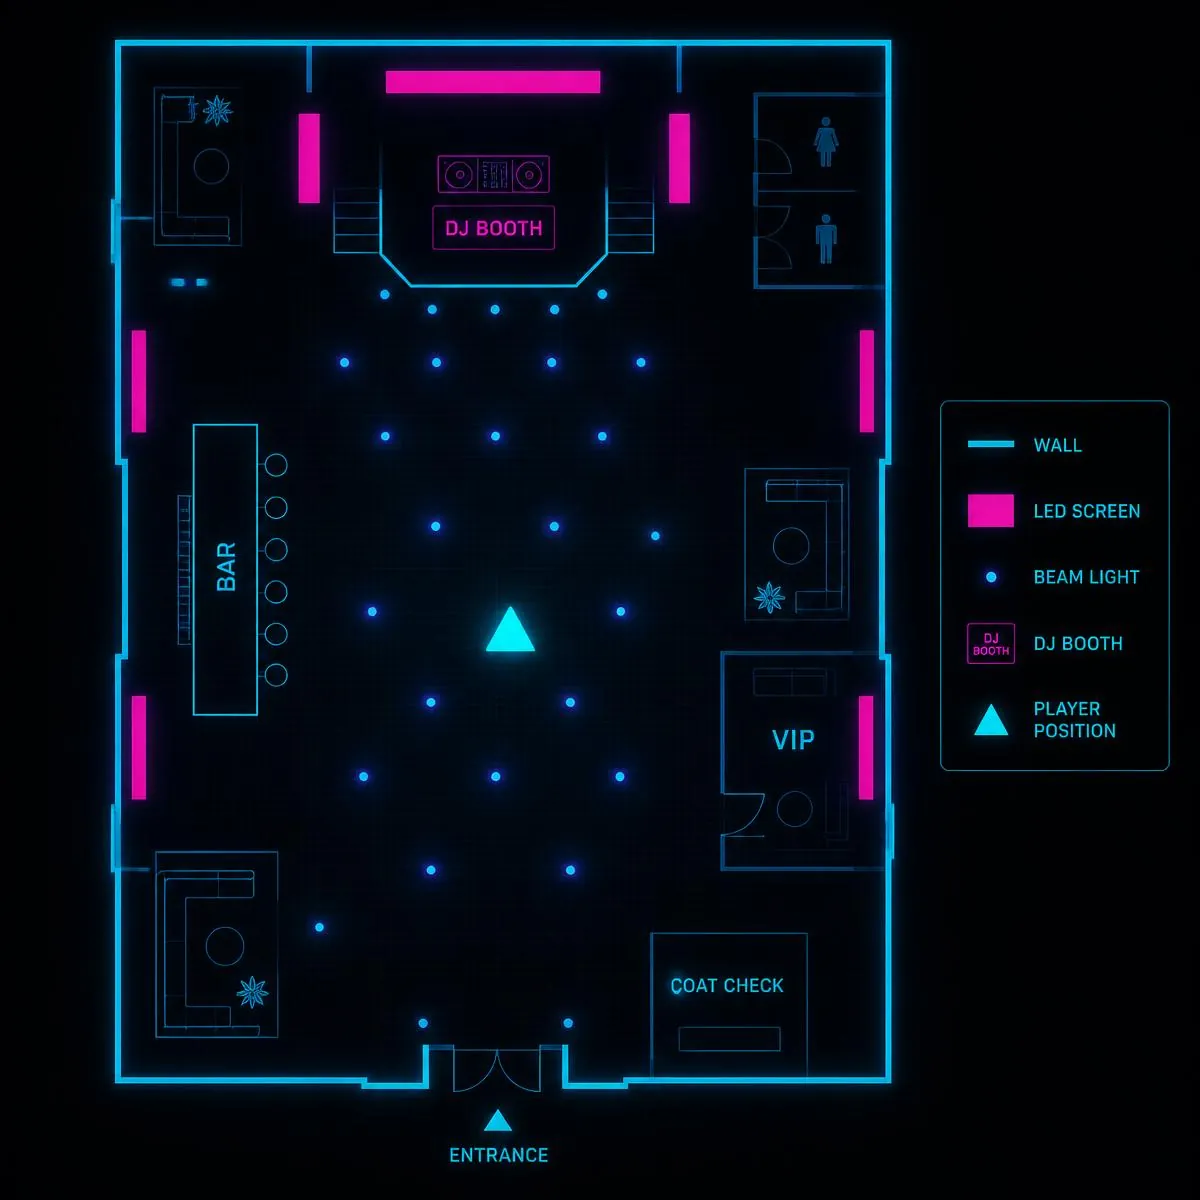 DJ BOOTH
BAR
VIP
COAT CHECK
ENTRANCE
WALL
LED SCREEN
BEAM LIGHT
DJ
BOOTH
DJ BOOTH
PLAYER
POSITION